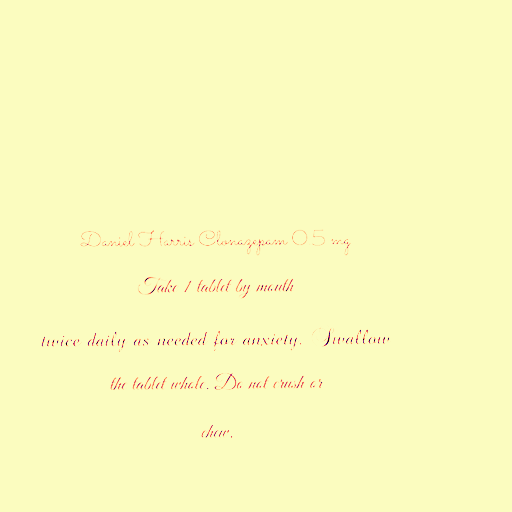 Daniel Harris Clonazepam 0.5 mg
Take 1 tablet by mouth
twice daily as needed for anxiety. Swallow
the tablet whole. Do not crush or
chew.